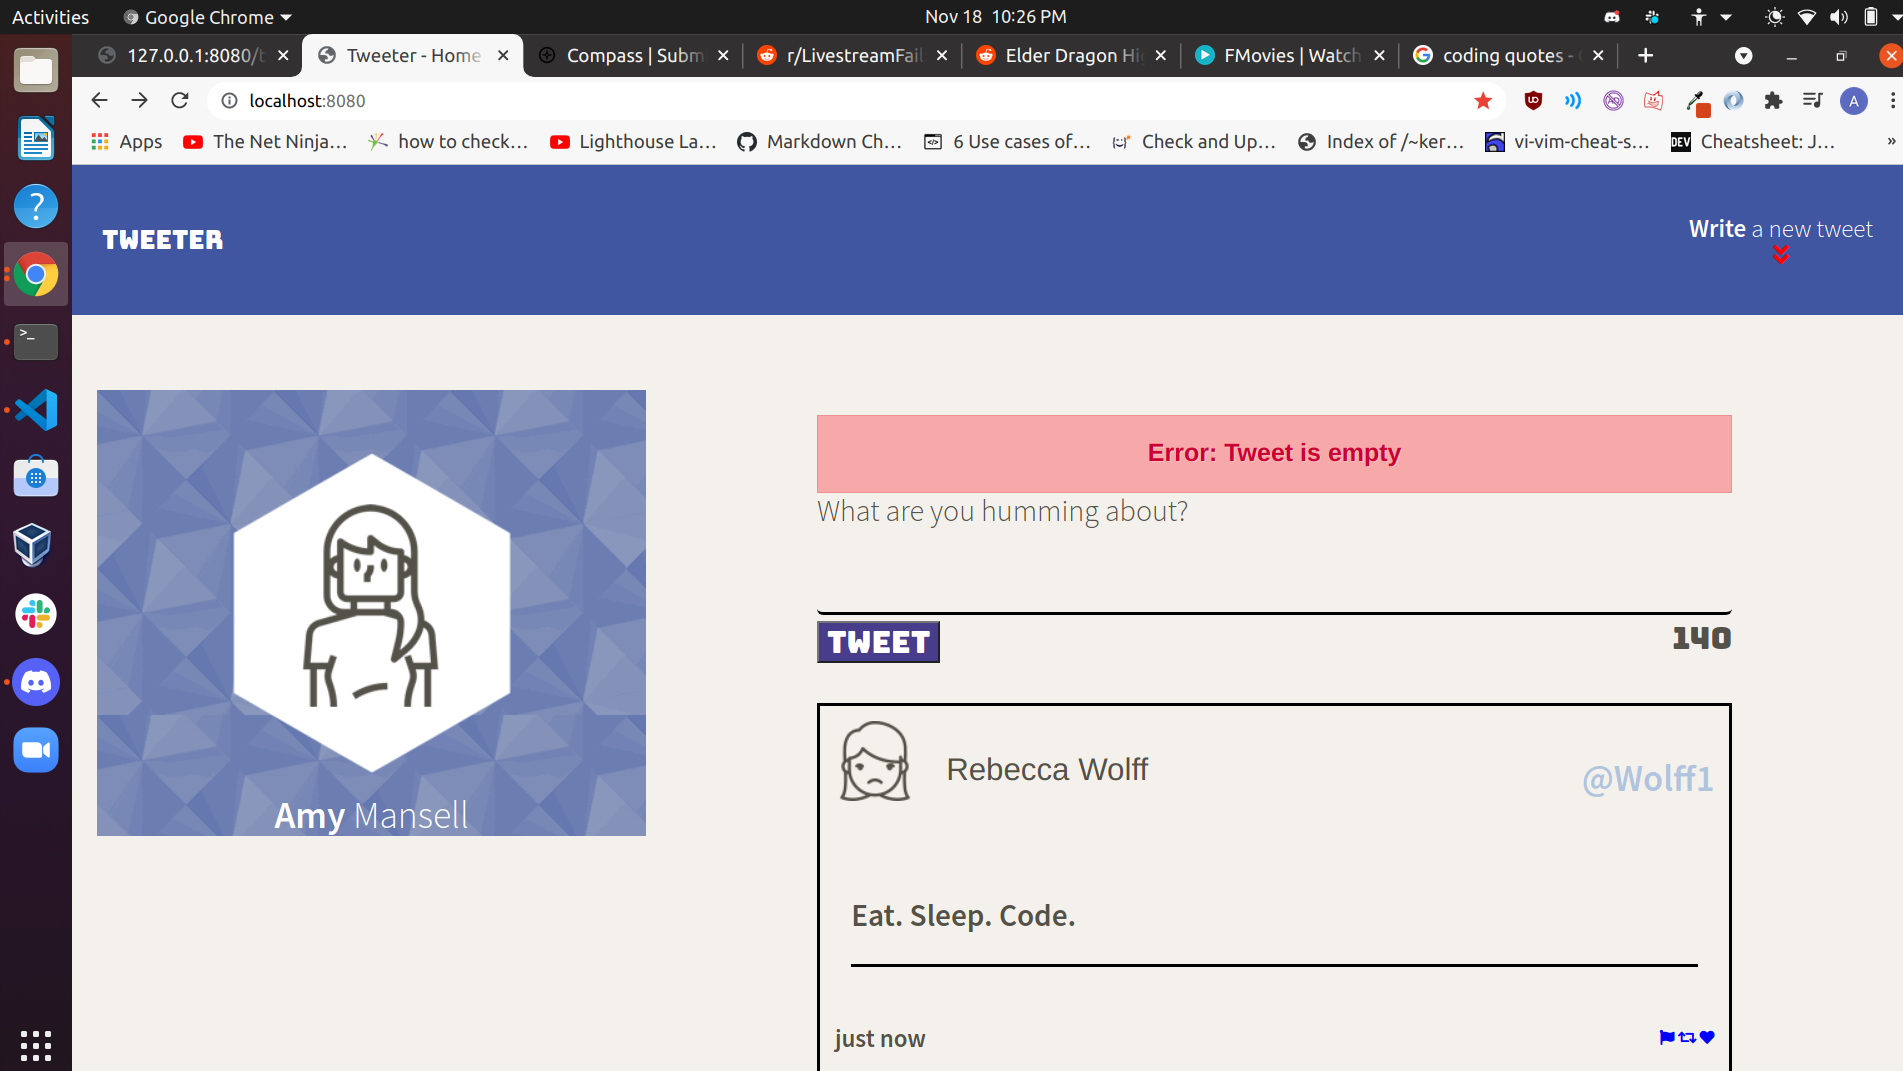 Activities
Google Chrome
Nov 18 10:26 PM
127.0.0.1:8080/t
Tweeter - Home
Compass | Subm
r/LivestreamFail
Elder Dragon Hi
FMovies | Watch
coding quotes -
localhost:8080
A
Apps
The Net Ninja...
how to check...
Lighthouse La...
Markdown Ch...
6 Use cases of...
Check and Up...
Index of /~ker...
vi-vim-cheat-s...
DEV
Cheatsheet: J...
»
TWEETER
Write a new tweet
Error: Tweet is empty
What are you humming about?
TWEET
140
Amy Mansell
Rebecca Wolff
@Wolff1
Eat. Sleep. Code.
just now